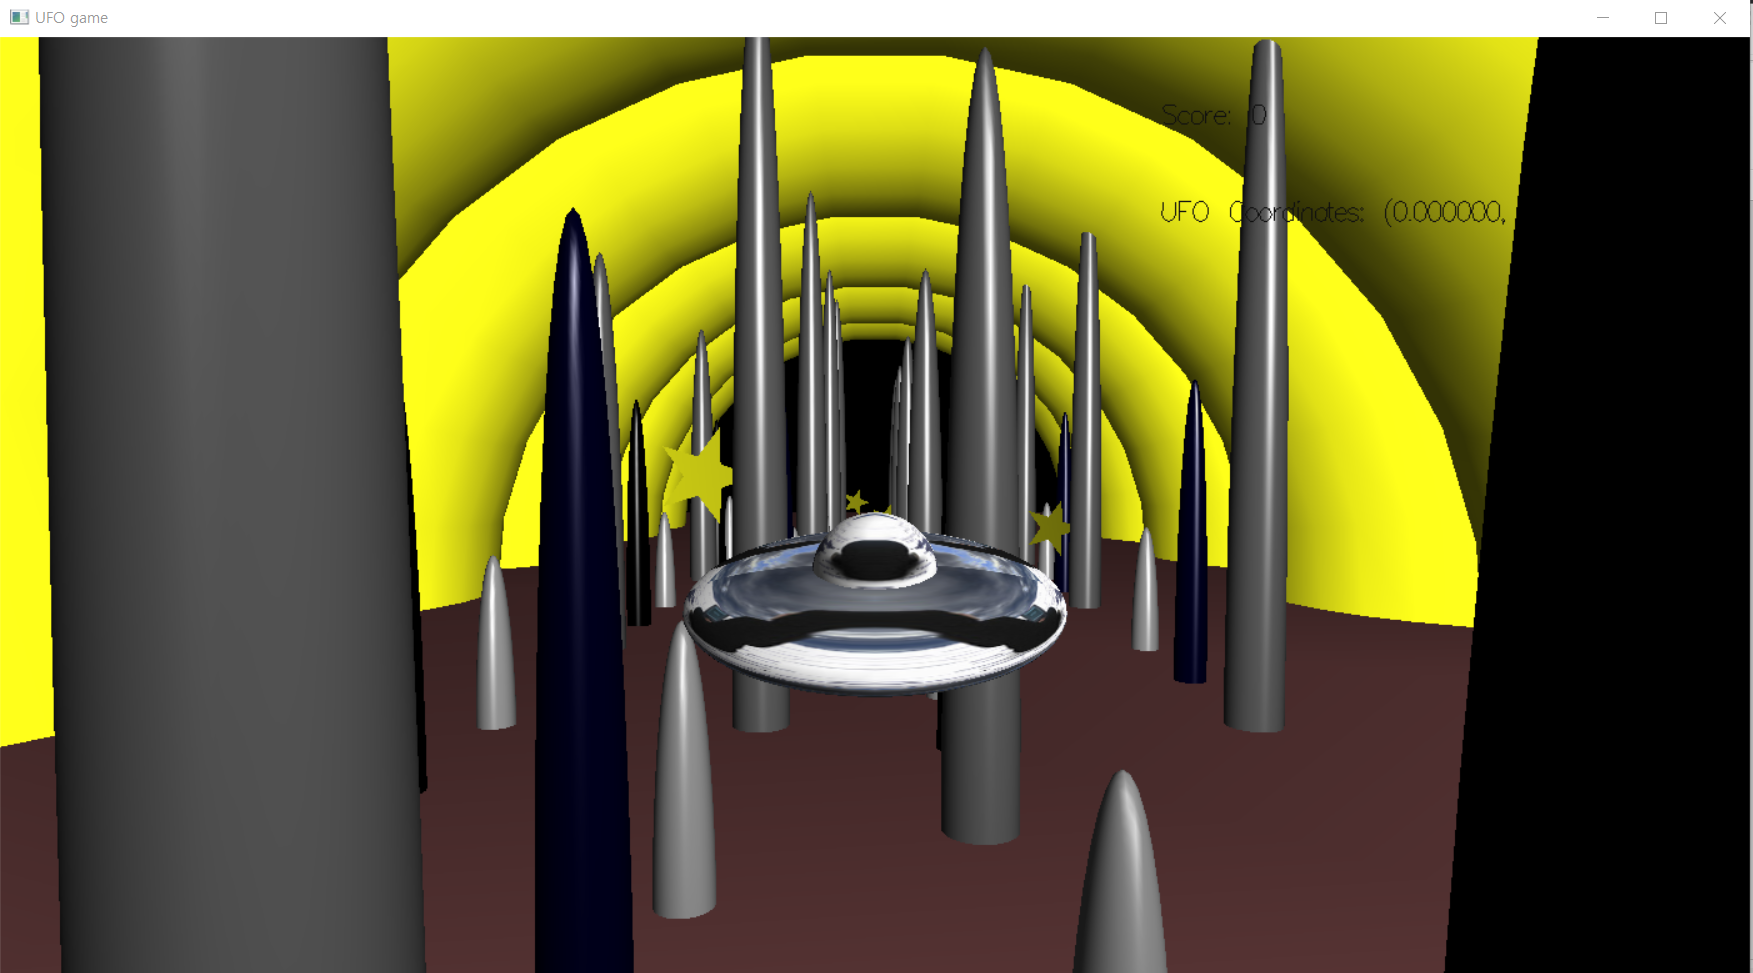 UFO game
Score: 0
UFO Coordinates: (0.000000,